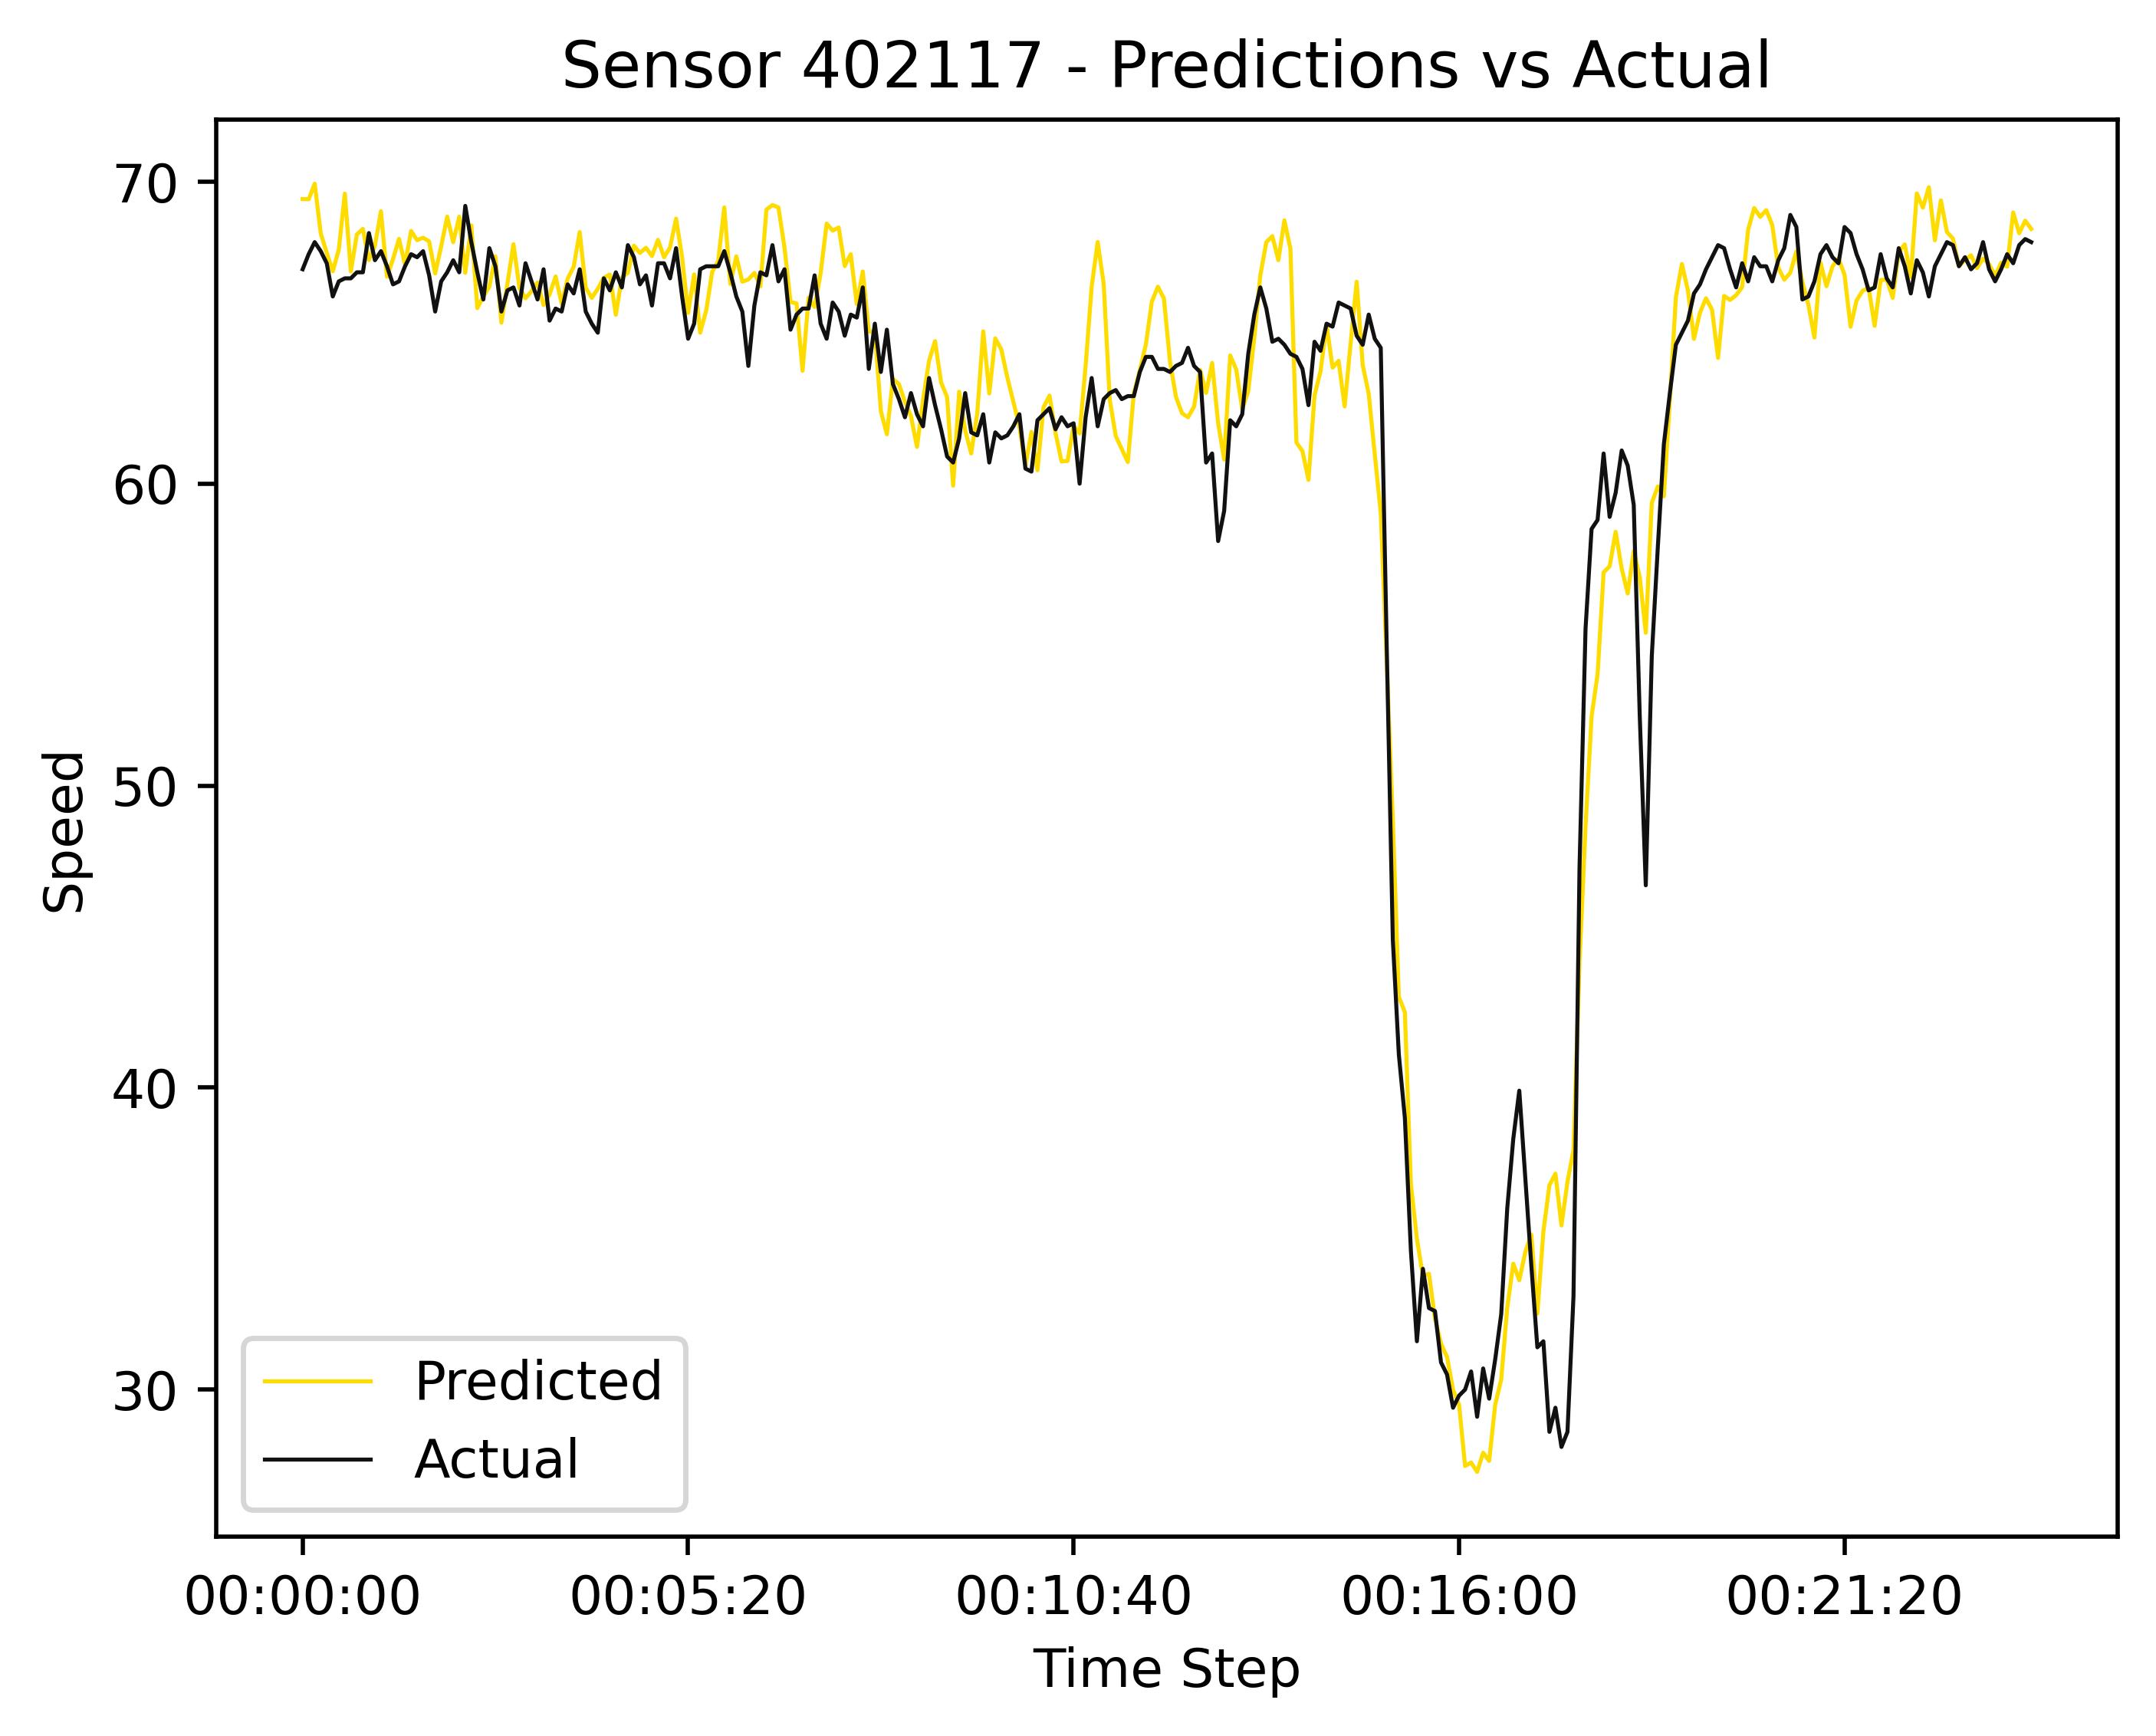 Sensor 402117 - Predictions vs Actual
70
60
50
40
30
Speed
Predicted
Actual
00:00:00 00:05:20 00:10:40 00:16:00 00:21:20
Time Step